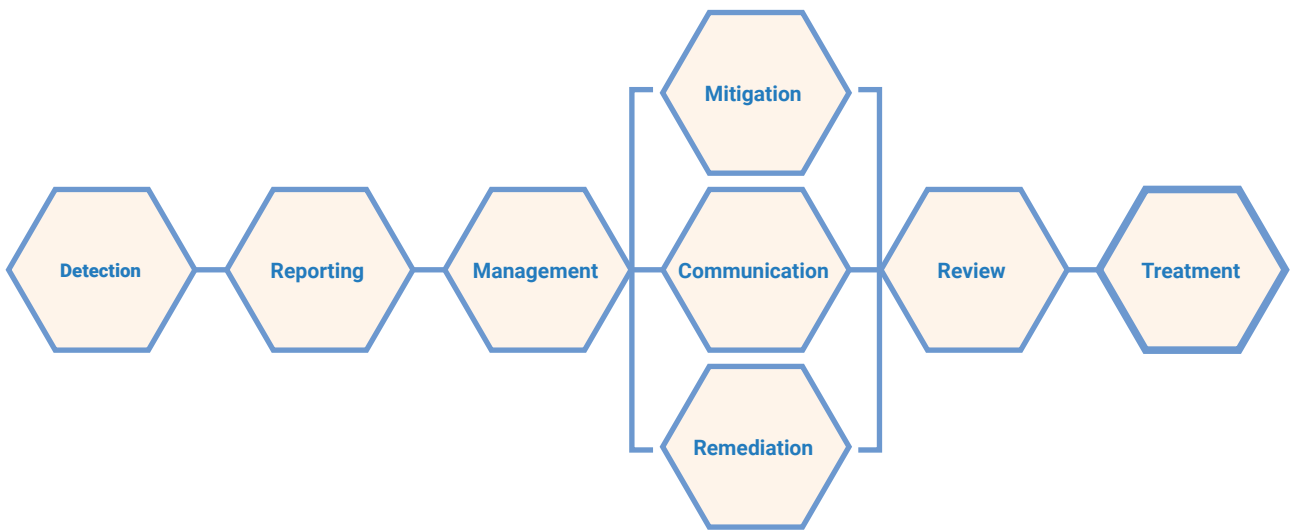 Detection
Reporting
Management
Mitigation
Communication
Remediation
Review
Treatment